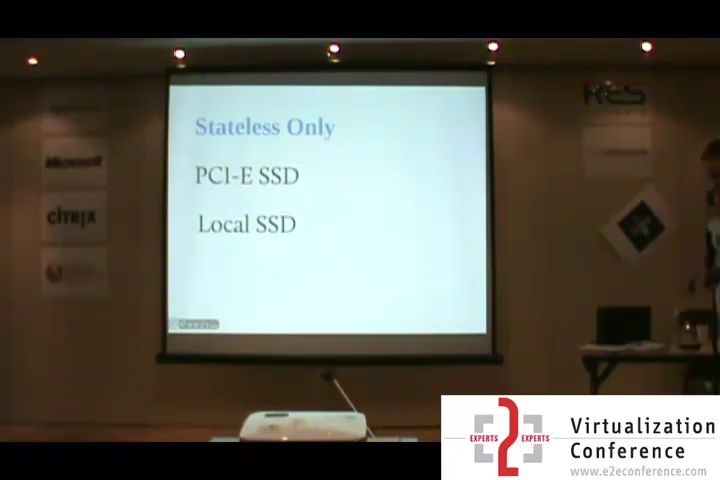 Stateless Only
PCI-E SSD
Local SSD
RES
Microsoft
CITRIX
EXPERTS 2 EXPERTS
Virtualization
Conference
www.e2econference.com